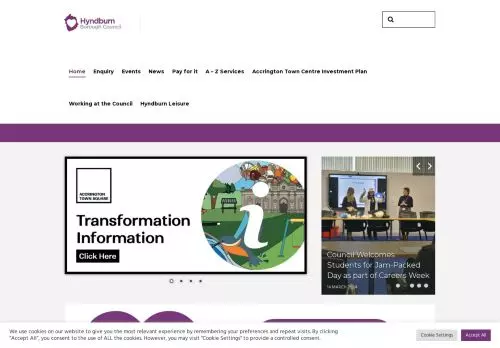 Hyndburn
Borough Council
Home Enquiry Events News Pay for it A – Z Services Accrington Town Centre Investment Plan
Working at the Council Hyndburn Leisure
ACCRINGTON
TOWN SQUARE
Transformation
Information
Click Here
Council Welcomes
Students for Jam-Packed
Day as part of Careers Week
14 MARCH 2024
We use cookies on our website to give you the most relevant experience by remembering your preferences and repeat visits. By clicking
"Accept All", you consent to the use of ALL the cookies. However, you may visit "Cookie Settings" to provide a controlled consent.
Cookie Settings Accept All